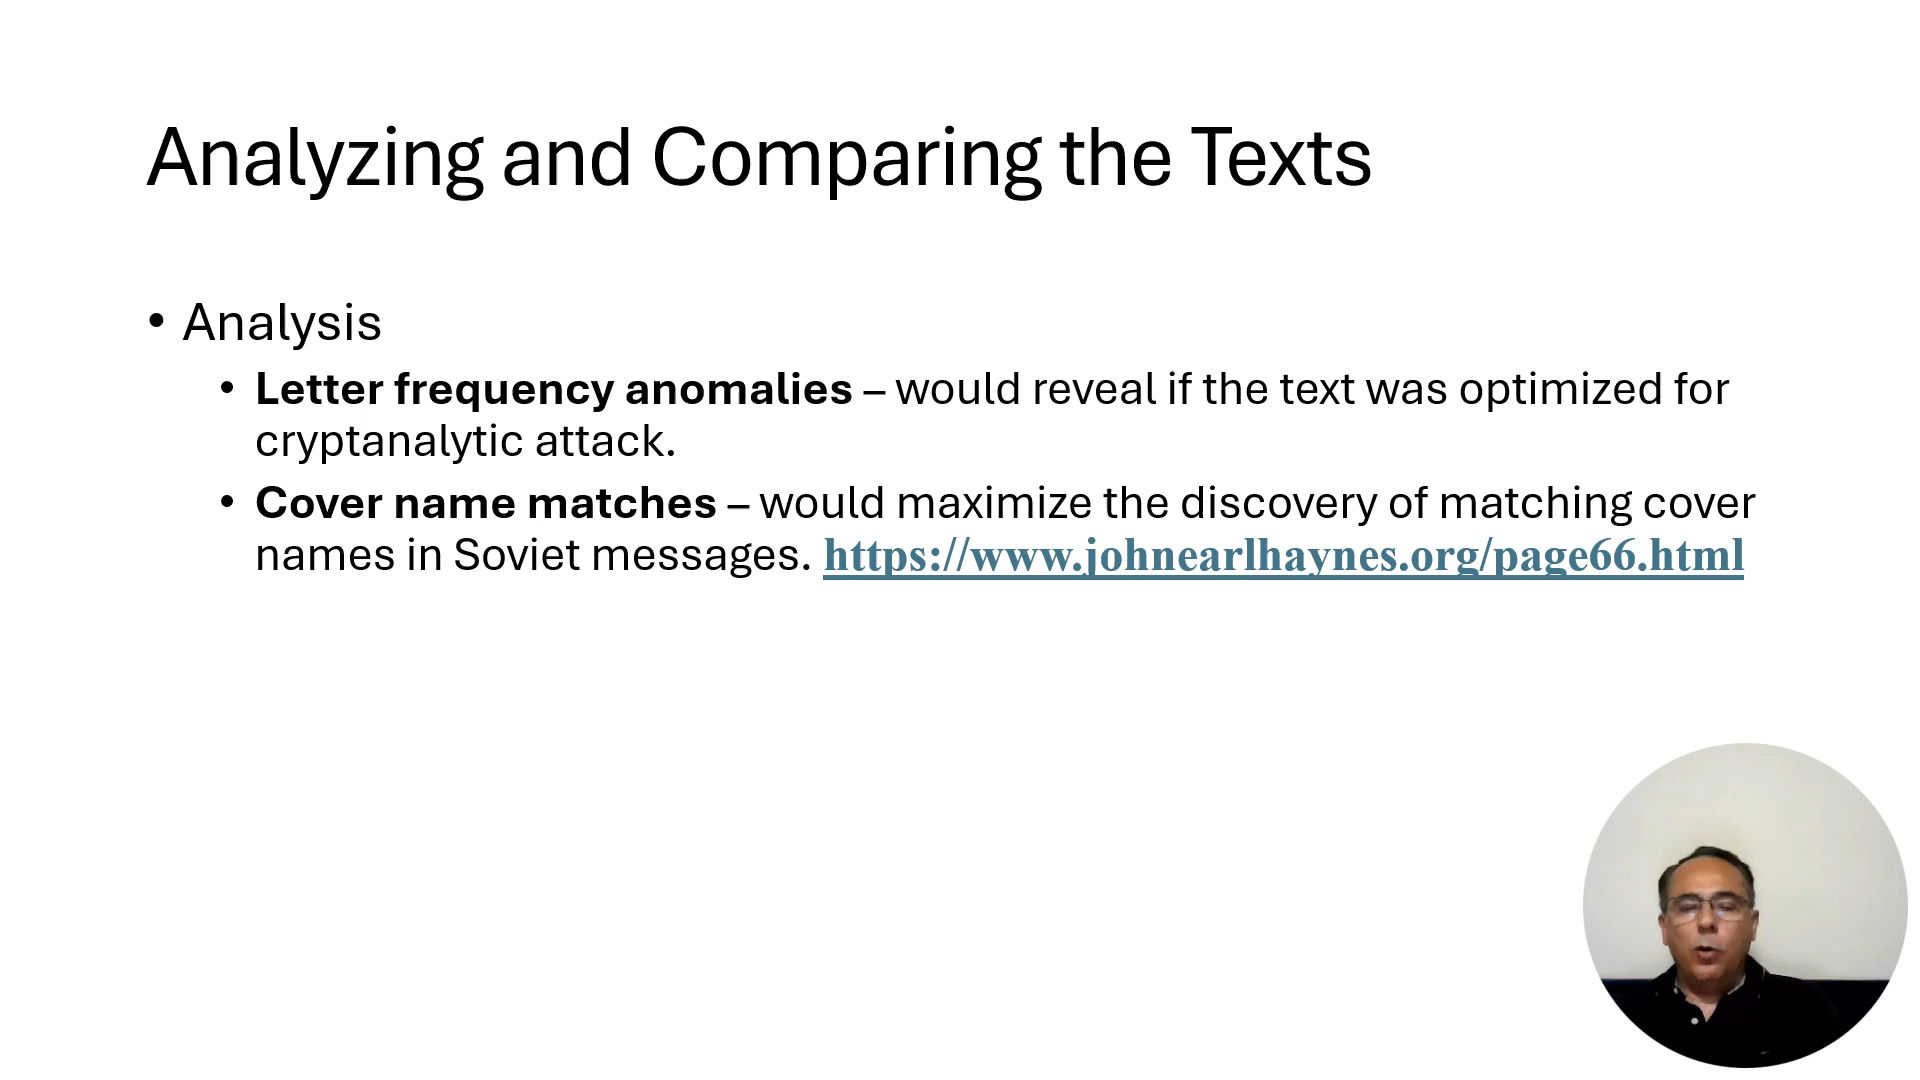 Analyzing and Comparing the Texts
• Analysis
• Letter frequency anomalies – would reveal if the text was optimized for
cryptanalytic attack.
• Cover name matches – would maximize the discovery of matching cover
names in Soviet messages. https://www.johnearlhaynes.org/page66.html